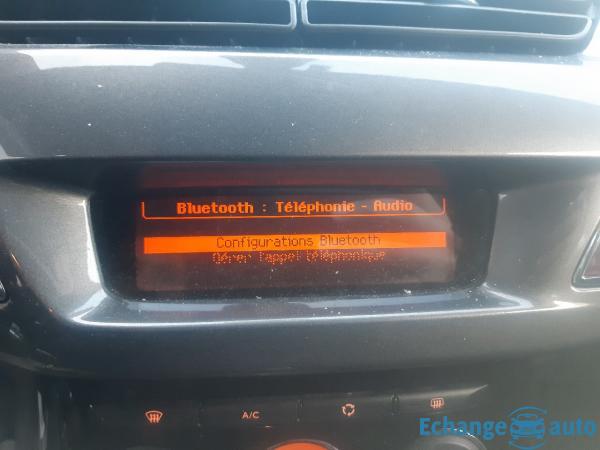 Bluetooth : Téléphonie - Audio
Configurations Bluetooth
Gérer l'appel téléphonique
A/C
Echange auto